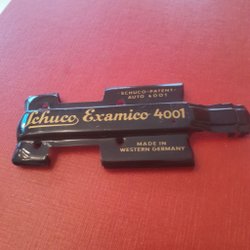 SCHUCO-PATENT-
AUTO 4001
Schuco Examico 4001
MADE IN
WESTERN GERMANY